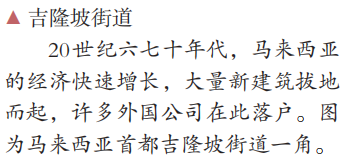 ▲ 吉隆坡街道
20世纪六七十年代，马来西亚
的经济快速增长，大量新建筑拔地
而起，许多外国公司在此落户。图
为马来西亚首都吉隆坡街道一角。